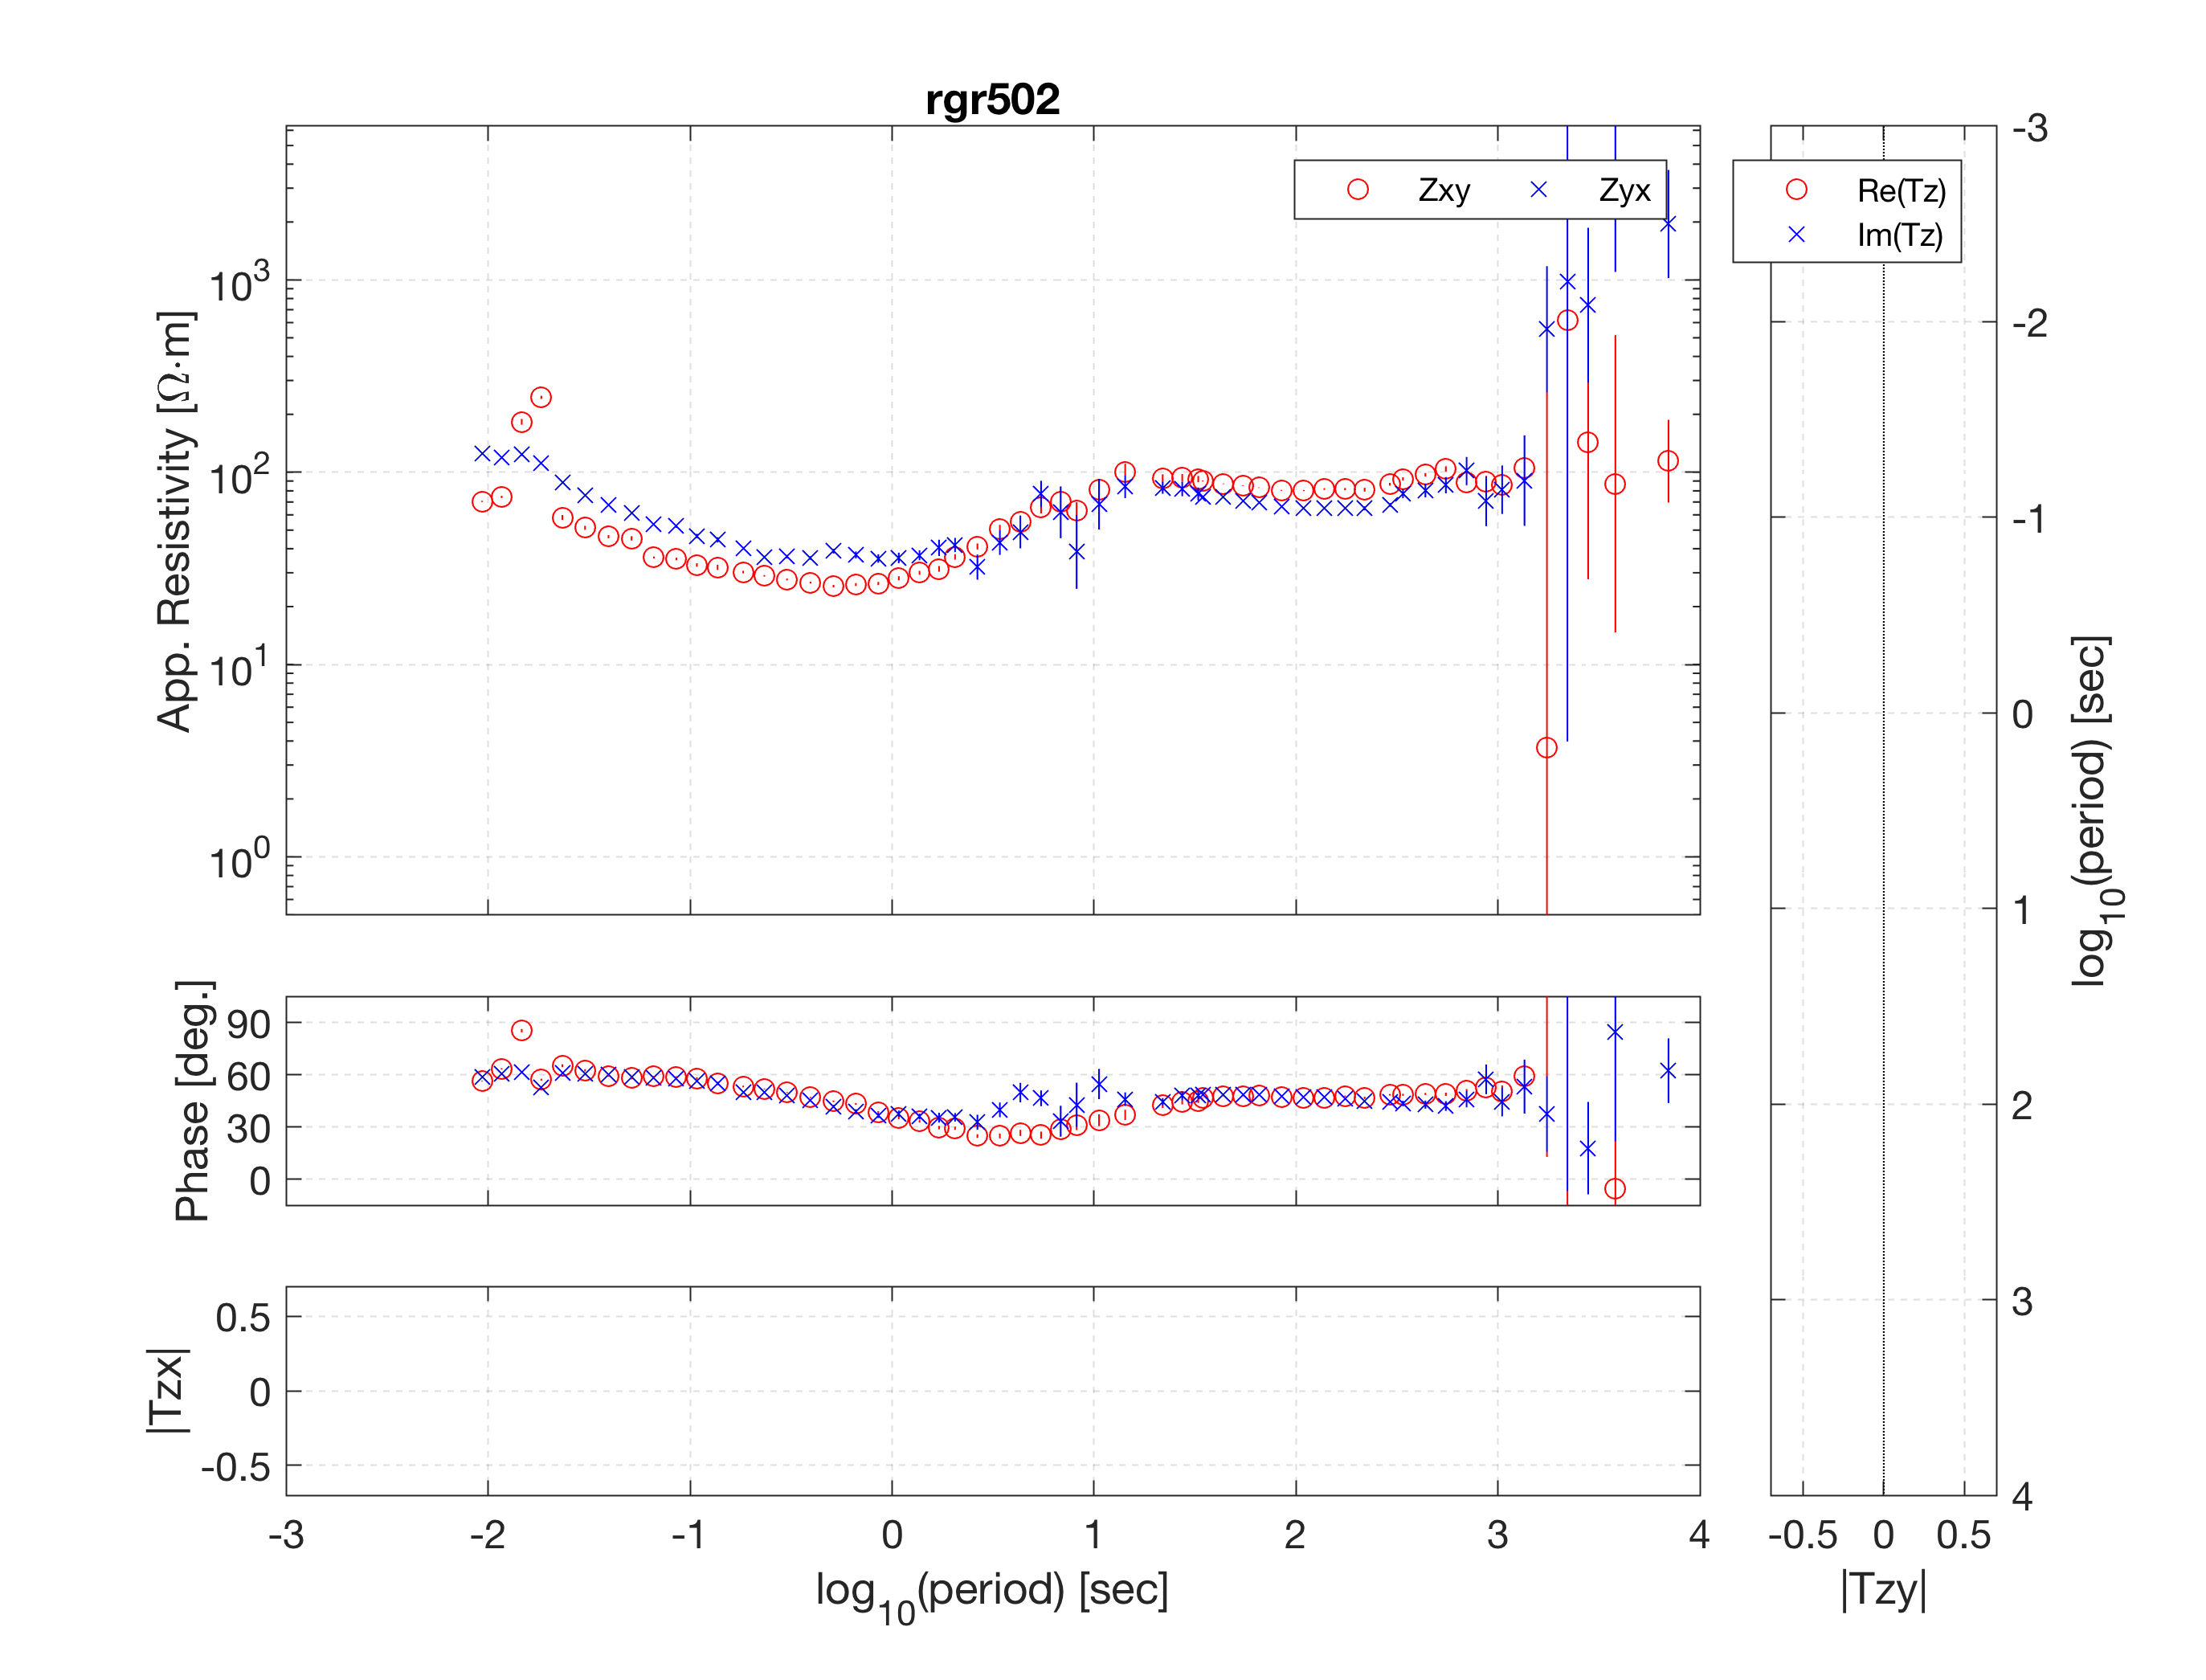 rgr502
Zxy Zyx
Re(Tz)
Im(Tz)
App. Resistivity [Ω·m]
10^3
10^2
10^1
10^0
Phase [deg.]
90
60
30
0
|Tzx|
0.5
0
-0.5
-3 -2 -1 0 1 2 3 4
log10(period) [sec]
-3
-2
-1
0
1
2
3
4
log10(period) [sec]
-0.5 0 0.5
|Tzy|